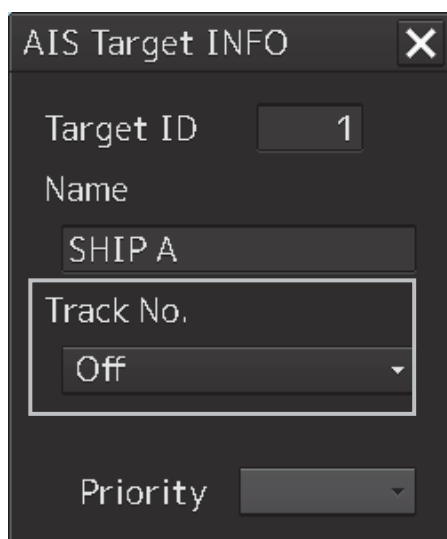 AIS Target INFO
Target ID 1
Name
SHIP A
Track No.
Off
Priority